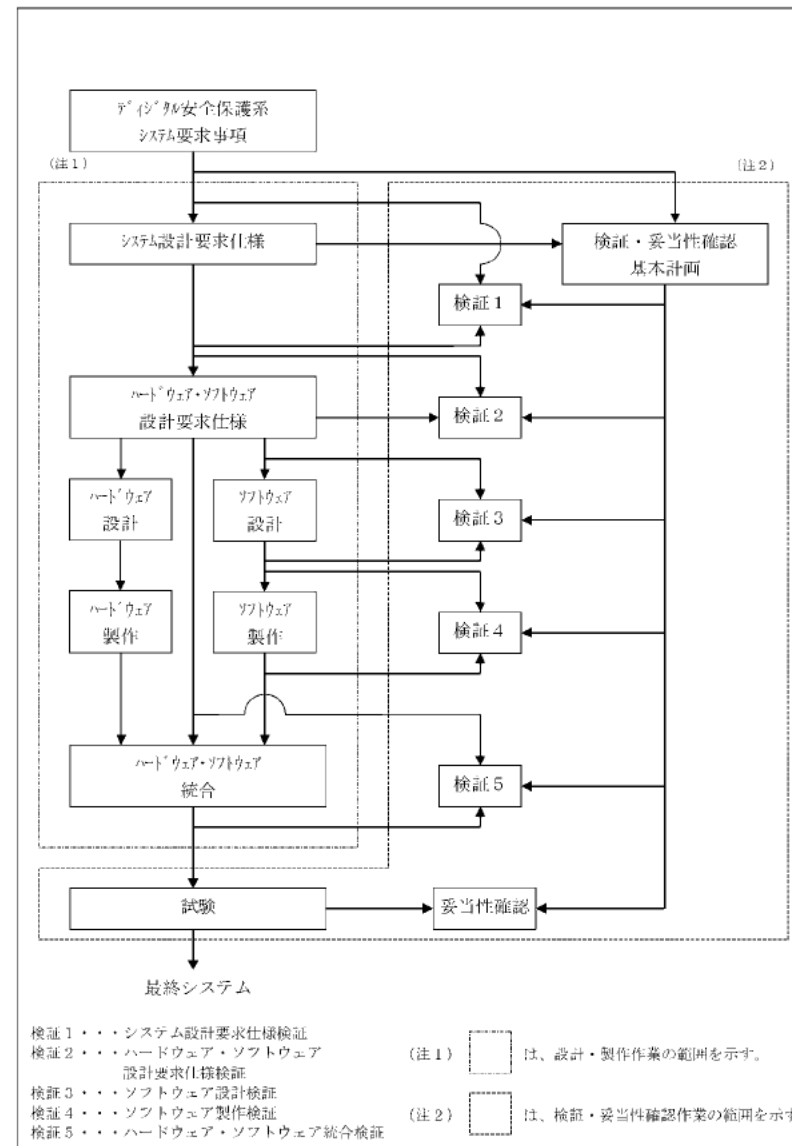 ディジタル安全保護系
システム要求事項
(注1)
(注2)
システム設計要求仕様
検証・妥当性確認
基本計画
検証1
ハードウェア・ソフトウェア
設計要求仕様
検証2
ハードウェア
設計
ソフトウェア
設計
検証3
ハードウェア
製作
ソフトウェア
製作
検証4
ハードウェア・ソフトウェア
統合
検証5
試験
妥当性確認
最終システム
検証1・・・システム設計要求仕様検証
検証2・・・ハードウェア・ソフトウェア
設計要求仕様検証
検証3・・・ソフトウェア設計検証
検証4・・・ソフトウェア製作検証
検証5・・・ハードウェア・ソフトウェア統合検証
(注1) は、設計・製作作業の範囲を示す。
(注2) は、検証・妥当性確認作業の範囲を示す